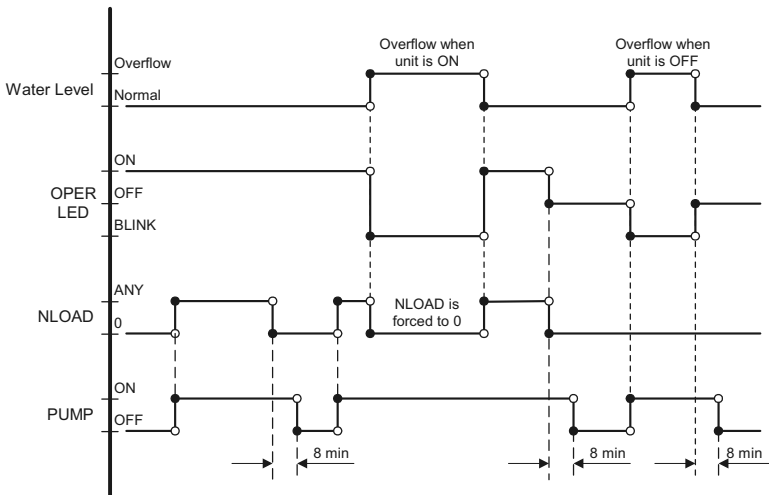 Overflow when
unit is ON
Overflow when
unit is OFF
Overflow
Water Level
Normal
ON
OPER
LED
OFF
BLINK
ANY
NLOAD
0
NLOAD is
forced to 0
ON
PUMP
OFF
8 min
8 min
8 min